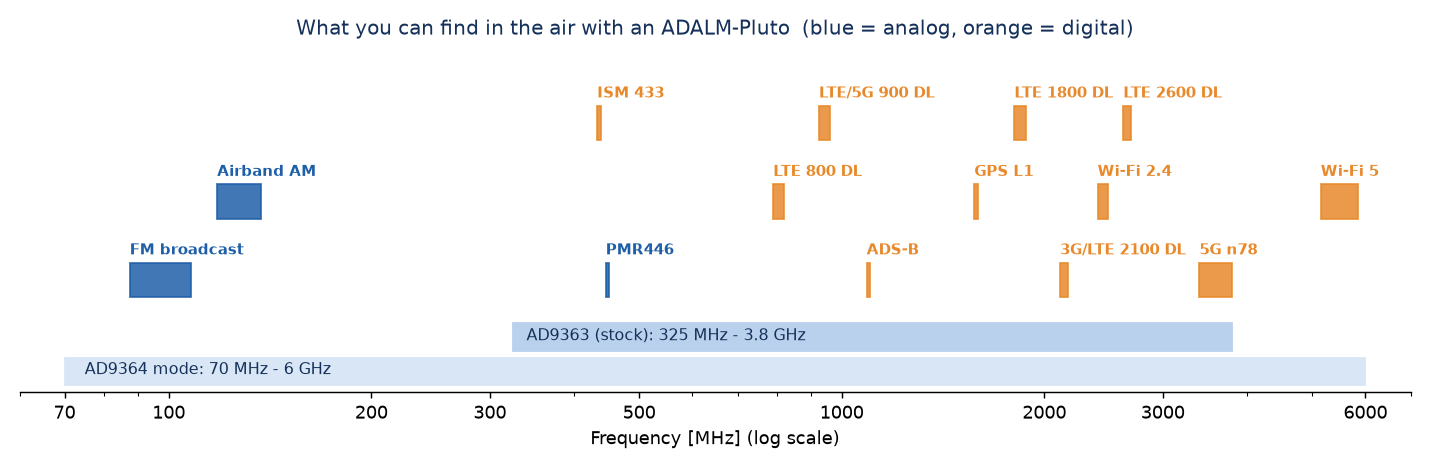 What you can find in the air with an ADALM-Pluto  (blue = analog, orange = digital)
ISM 433
LTE/5G 900 DL
LTE 1800 DL
LTE 2600 DL
Airband AM
LTE 800 DL
GPS L1
Wi-Fi 2.4
Wi-Fi 5
FM broadcast
PMR446
ADS-B
3G/LTE 2100 DL
5G n78
AD9363 (stock): 325 MHz - 3.8 GHz
AD9364 mode: 70 MHz - 6 GHz
70 100 200 300 500 1000 2000 3000 6000
Frequency [MHz] (log scale)